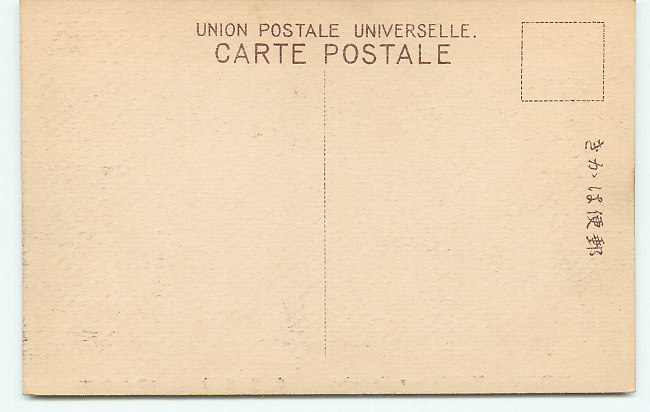 UNION POSTALE UNIVERSELLE.
CARTE POSTALE
郵便はかき